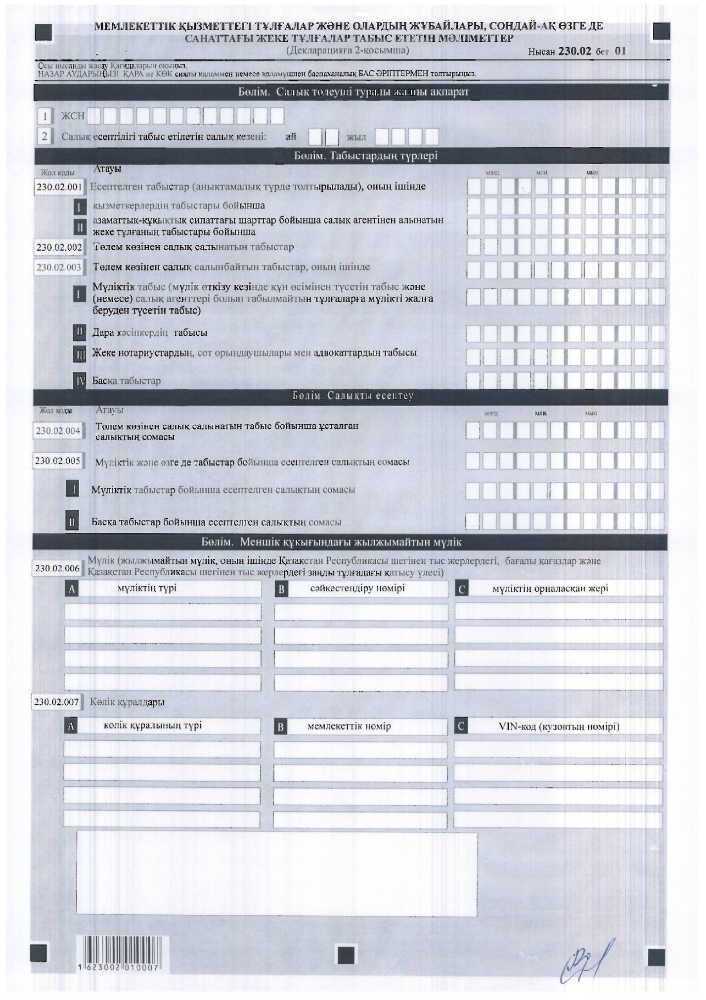 МЕМЛЕКЕТТІК ҚЫЗМЕТТЕГІ ТҰЛҒАЛАР ЖӘНЕ ОЛАРДЫҢ ЖҰБАЙЛАРЫ, СОНДАЙ-АҚ ӨЗГЕ ДЕ
САНАТТАҒЫ ЖЕКЕ ТҰЛҒАЛАР ТАБЫС ЕТЕТІН МӘЛІМЕТТЕР
(Декларацияға 2-қосымша)
Нысан 230.02 бет 01
Осы нысанды жасау Қағидаларын оқыңыз.
НАЗАР АУДАРЫҢЫЗ! ҚАРА не КӨК сиялы қаламмен немесе қаламұшпен баспаханалық БАС ӘРІПТЕРМЕН толтырыңыз.
Бөлім. Салық төлеуші туралы жалпы ақпарат
1 ЖСН
2 Салық есептілігі табыс етілетін салық кезеңі: ай жыл
Бөлім. Табыстардың түрлері
Жол коды Атауы млрд. млн. мың
230.02.001 Есептелген табыстар (анықтамалық түрде толтырылады), оның ішінде
I қызметкерлердің табыстары бойынша
II азаматтық-құқықтық сипаттағы шарттар бойынша салық агентінен алынатын
жеке тұлғаның табыстары бойынша
230.02.002 Төлем көзінен салық салынатын табыстар
230.02.003 Төлем көзінен салық салынбайтын табыстар, оның ішінде
I Мүліктік табыс (мүлік өткізу кезінде құн өсімінен түсетін табыс және
(немесе) салық агенттері болып табылмайтын тұлғаларға мүлікті жалға
беруден түсетін табыс)
II Дара кәсіпкердің табысы
III Жеке нотариустардың, сот орындаушылары мен адвокаттардың табысы
IV Басқа табыстар
Бөлім. Салықты есептеу
Жол коды Атауы млрд. млн. мың
230.02.004 Төлем көзінен салық салынатын табыс бойынша ұсталған
салықтың сомасы
230.02.005 Мүліктік және өзге де табыстар бойынша есептелген салықтың сомасы
I Мүліктік табыстар бойынша есептелген салықтың сомасы
II Басқа табыстар бойынша есептелген салықтың сомасы
Бөлім. Меншік құқығындағы жылжымайтын мүлік
230.02.006 Мүлік (жылжымайтын мүлік, оның ішінде Қазақстан Республикасы шегінен тыс жерлердегі, бағалы қағаздар және
Қазақстан Республикасы шегінен тыс жерлердегі заңды тұлғадағы қатысу үлесі)
A мүліктің түрі B сәйкестендіру нөмірі C мүліктің орналасқан жері
230.02.007 Көлік құралдары
A көлік құралының түрі B мемлекеттік нөмір C VIN-код (кузовтың нөмірі)
1 623002 010007